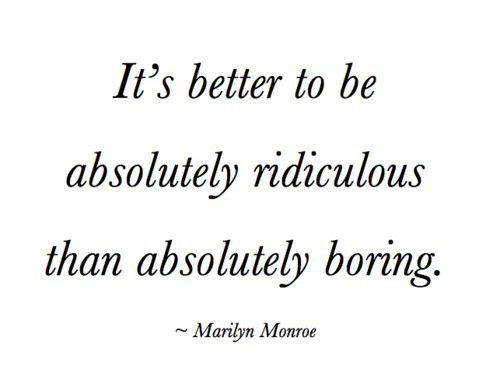 It’s better to be
absolutely ridiculous
than absolutely boring.
~ Marilyn Monroe